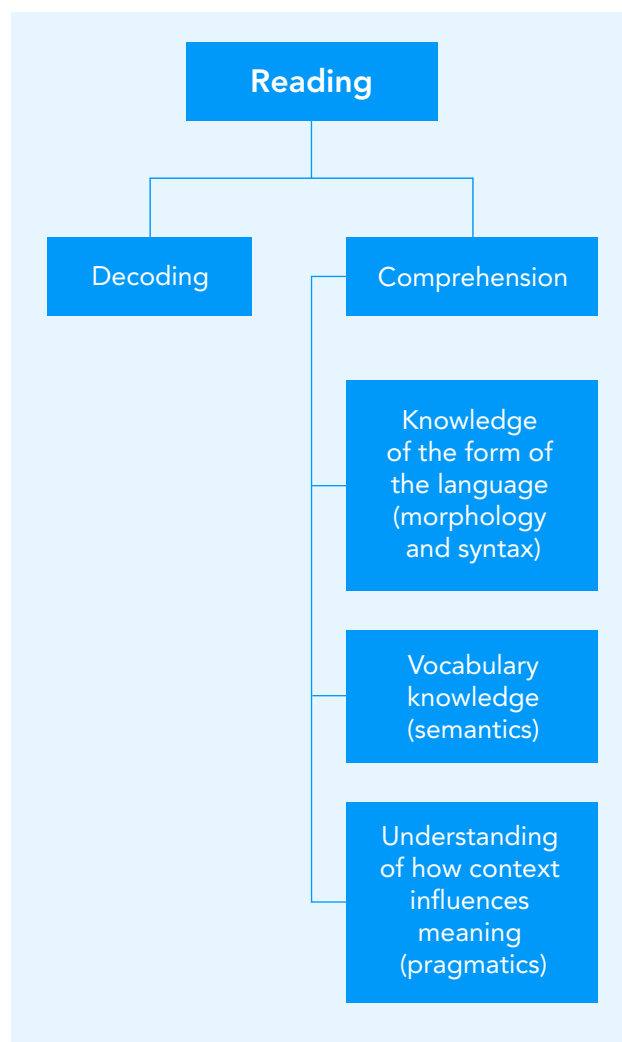 Reading
Decoding
Comprehension
Knowledge
of the form of
the language
(morphology
and syntax)
Vocabulary
knowledge
(semantics)
Understanding
of how context
influences
meaning
(pragmatics)